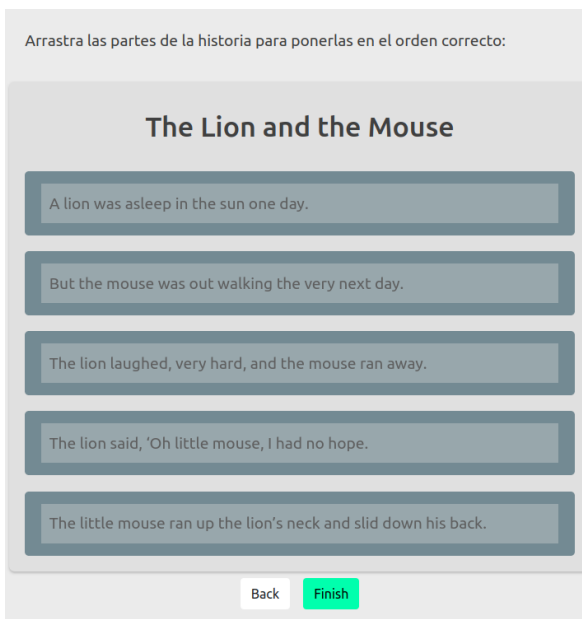 Arrastra las partes de la historia para ponerlas en el orden correcto:
The Lion and the Mouse
A lion was asleep in the sun one day.
But the mouse was out walking the very next day.
The lion laughed, very hard, and the mouse ran away.
The lion said, ‘Oh little mouse, I had no hope.
The little mouse ran up the lion’s neck and slid down his back.
Back
Finish